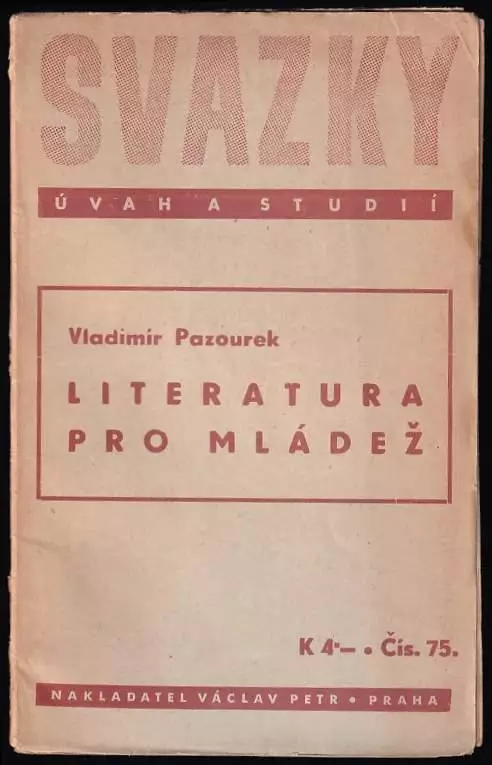 SVAZKY
ÚVAH A STUDIÍ
Vladimír Pazourek
LITERATURA
PRO MLÁDEŽ
K 4·– • Čís. 75.
NAKLADATEL VÁCLAV PETR • PRAHA